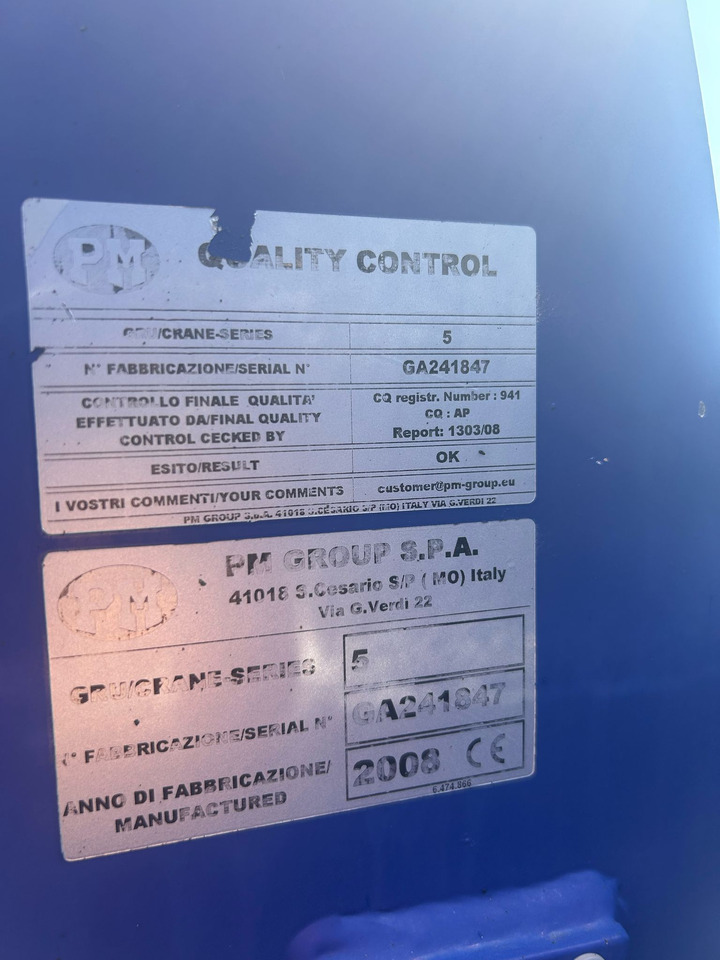 PM QUALITY CONTROL
GRU/CRANE-SERIES 5
N° FABBRICAZIONE/SERIAL N° GA241847
CONTROLLO FINALE QUALITA'
EFFETTUATO DA/FINAL QUALITY
CONTROL CECKED BY
CQ registr. Number : 941
CQ : AP
Report: 1303/08
ESITO/RESULT OK
I VOSTRI COMMENTI/YOUR COMMENTS customer@pm-group.eu
PM GROUP S.p.A. 41018 S.CESARIO S/P (MO) ITALY VIA G.VERDI 22
PM
PM GROUP S.P.A.
41018 S.Cesario S/P ( MO) Italy
Via G.Verdi 22
GRU/CRANE-SERIES 5
N° FABBRICAZIONE/SERIAL N° GA241847
ANNO DI FABBRICAZIONE/
MANUFACTURED
2008 CE
6.474.866